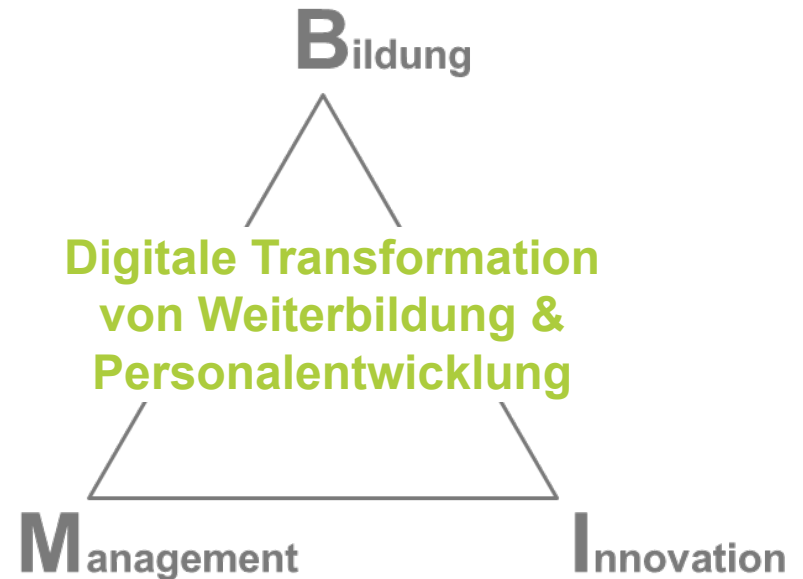 Bildung
Digitale Transformation
von Weiterbildung &
Personalentwicklung
Management
Innovation